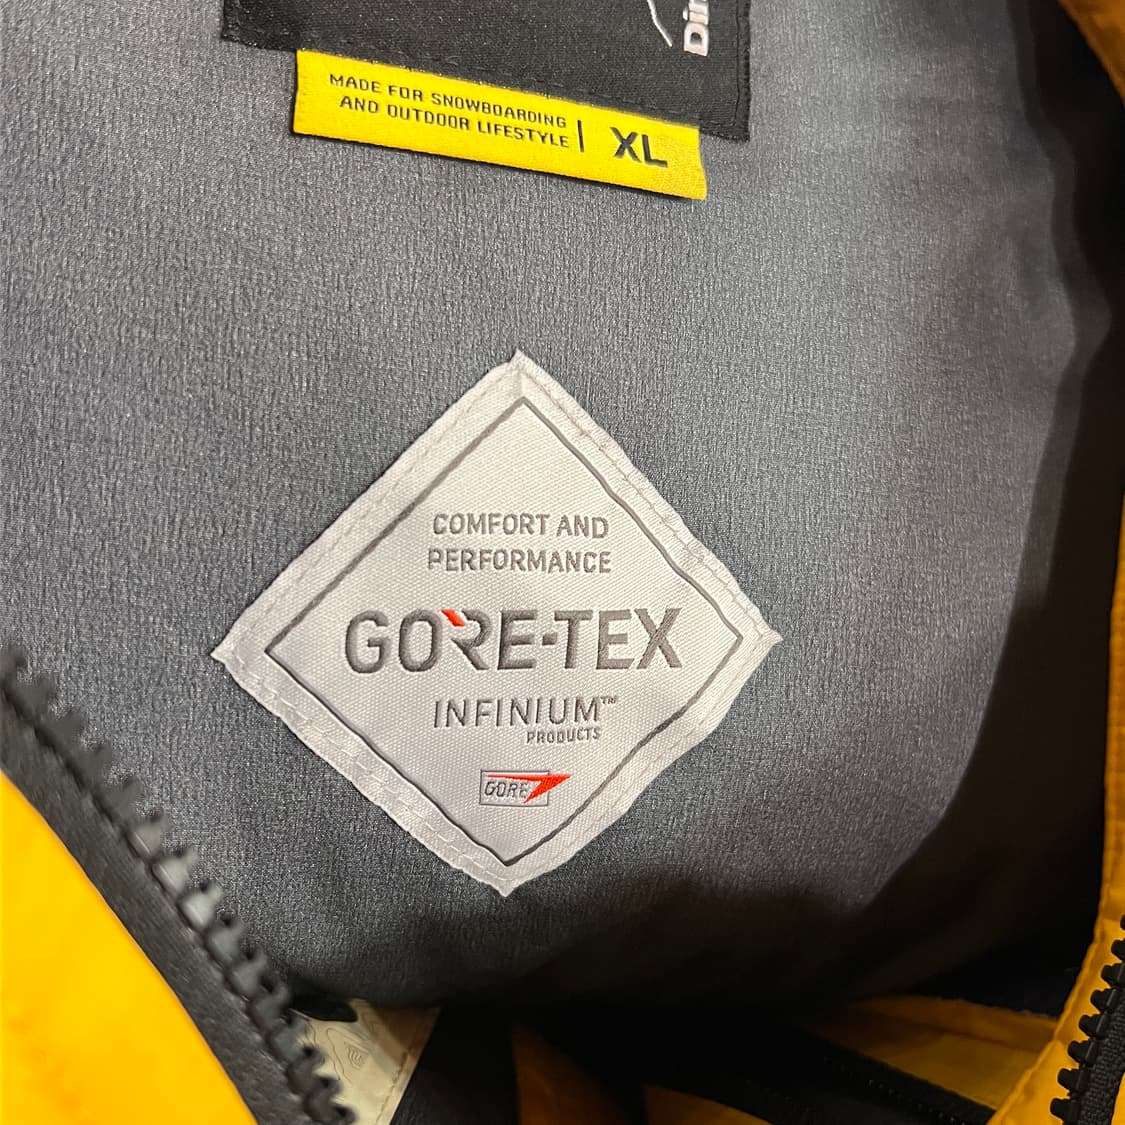 MADE FOR SNOWBOARDING
AND OUTDOOR LIFESTYLE | XL
COMFORT AND
PERFORMANCE
GORE-TEX
INFINIUM™
PRODUCTS
GORE